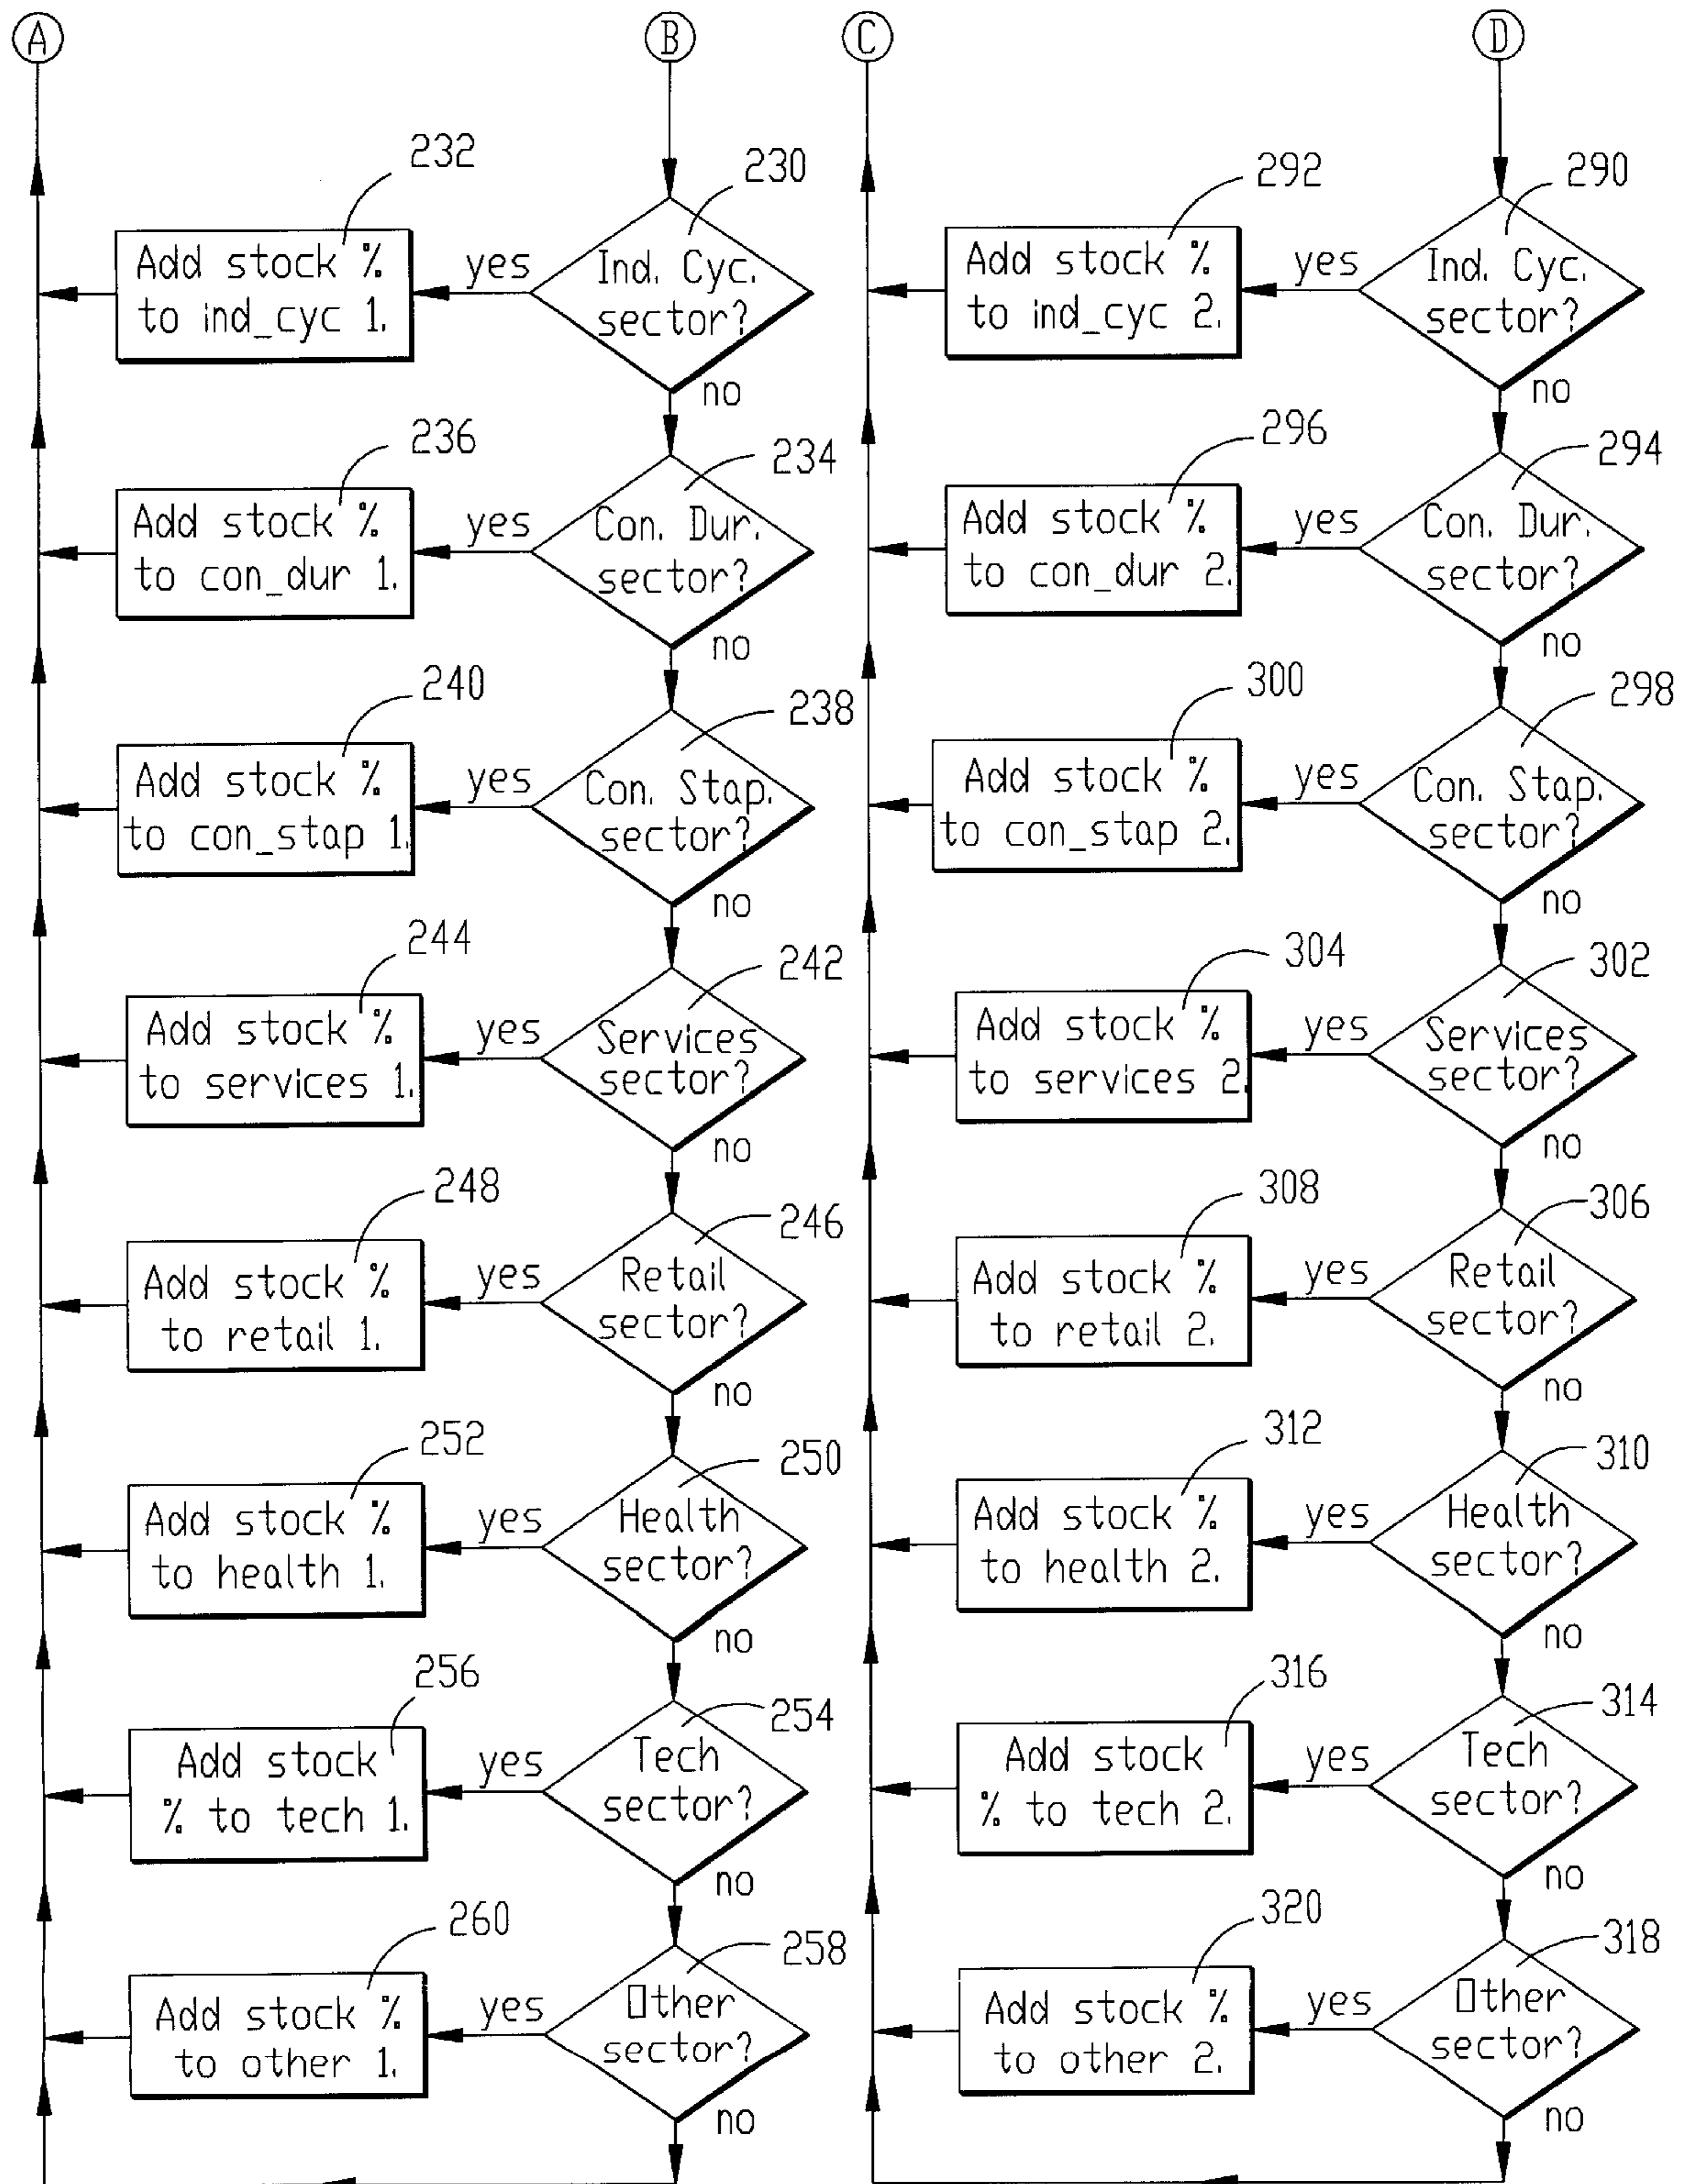 A
B
C
D
232
230
292
290
Add stock %
to ind_cyc 1.
yes
Ind. Cyc.
sector?
no
Add stock %
to ind_cyc 2.
yes
Ind. Cyc.
sector?
no
236
234
296
294
Add stock %
to con_dur 1.
yes
Con. Dur.
sector?
no
Add stock %
to con_dur 2.
yes
Con. Dur.
sector?
no
240
238
300
298
Add stock %
to con_stap 1.
yes
Con. Stap.
sector?
no
Add stock %
to con_stap 2.
yes
Con. Stap.
sector?
no
244
242
304
302
Add stock %
to services 1.
yes
Services
sector?
no
Add stock %
to services 2.
yes
Services
sector?
no
248
246
308
306
Add stock %
to retail 1.
yes
Retail
sector?
no
Add stock %
to retail 2.
yes
Retail
sector?
no
252
250
312
310
Add stock %
to health 1.
yes
Health
sector?
no
Add stock %
to health 2.
yes
Health
sector?
no
256
254
316
314
Add stock
% to tech 1.
yes
Tech
sector?
no
Add stock
% to tech 2.
yes
Tech
sector?
no
260
258
320
318
Add stock %
to other 1.
yes
Other
sector?
no
Add stock %
to other 2.
yes
Other
sector?
no